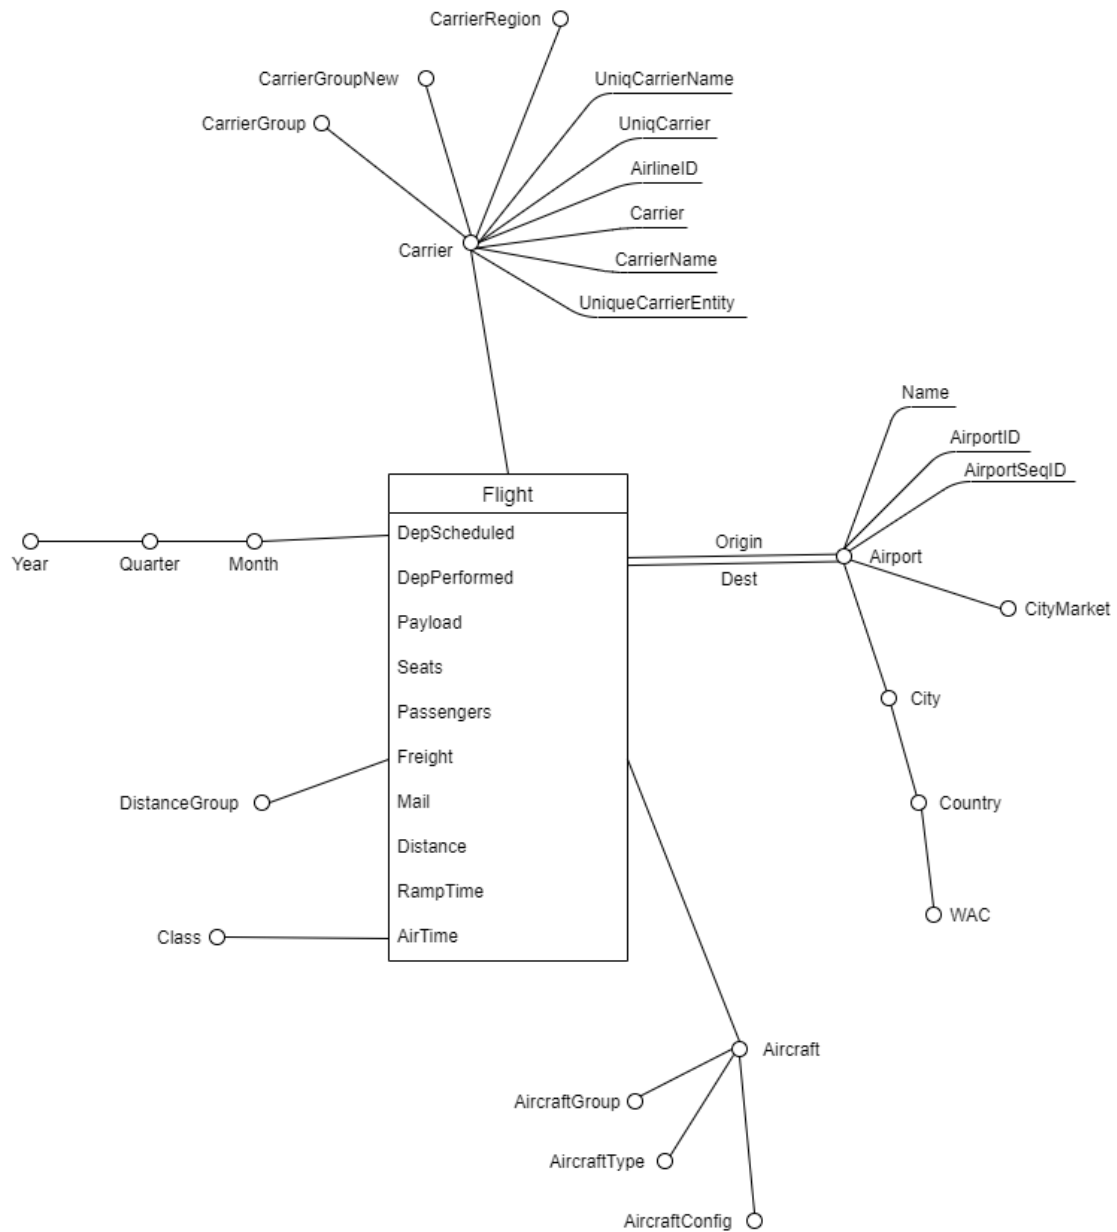 CarrierRegion
CarrierGroupNew
UniqCarrierName
CarrierGroup
UniqCarrier
AirlineID
Carrier
Carrier
CarrierName
UniqueCarrierEntity
Name
AirportID
AirportSeqID
Flight
DepScheduled
Origin
Airport
Year
Quarter
Month
DepPerformed
Dest
CityMarket
Payload
Seats
City
Passengers
Freight
DistanceGroup
Mail
Country
Distance
RampTime
WAC
Class
AirTime
Aircraft
AircraftGroup
AircraftType
AircraftConfig